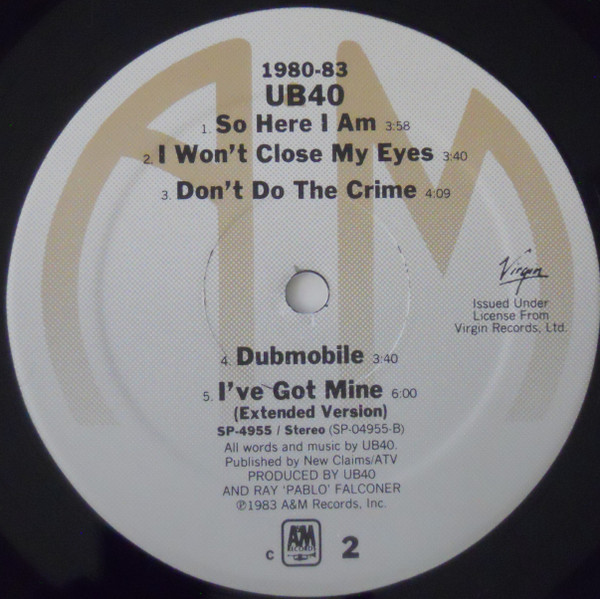 1980-83
UB40
1. So Here I Am 3:58
2. I Won't Close My Eyes 3:40
3. Don't Do The Crime 4:09
Virgin
Issued Under
License From
Virgin Records, Ltd.
4. Dubmobile 3:40
5. I've Got Mine 6:00
(Extended Version)
SP-4955 / Stereo (SP-04955-B)
All words and music by UB40.
Published by New Claims/ATV
PRODUCED BY UB40
AND RAY 'PABLO' FALCONER
℗1983 A&M Records, Inc.
C A&M RECORDS 2